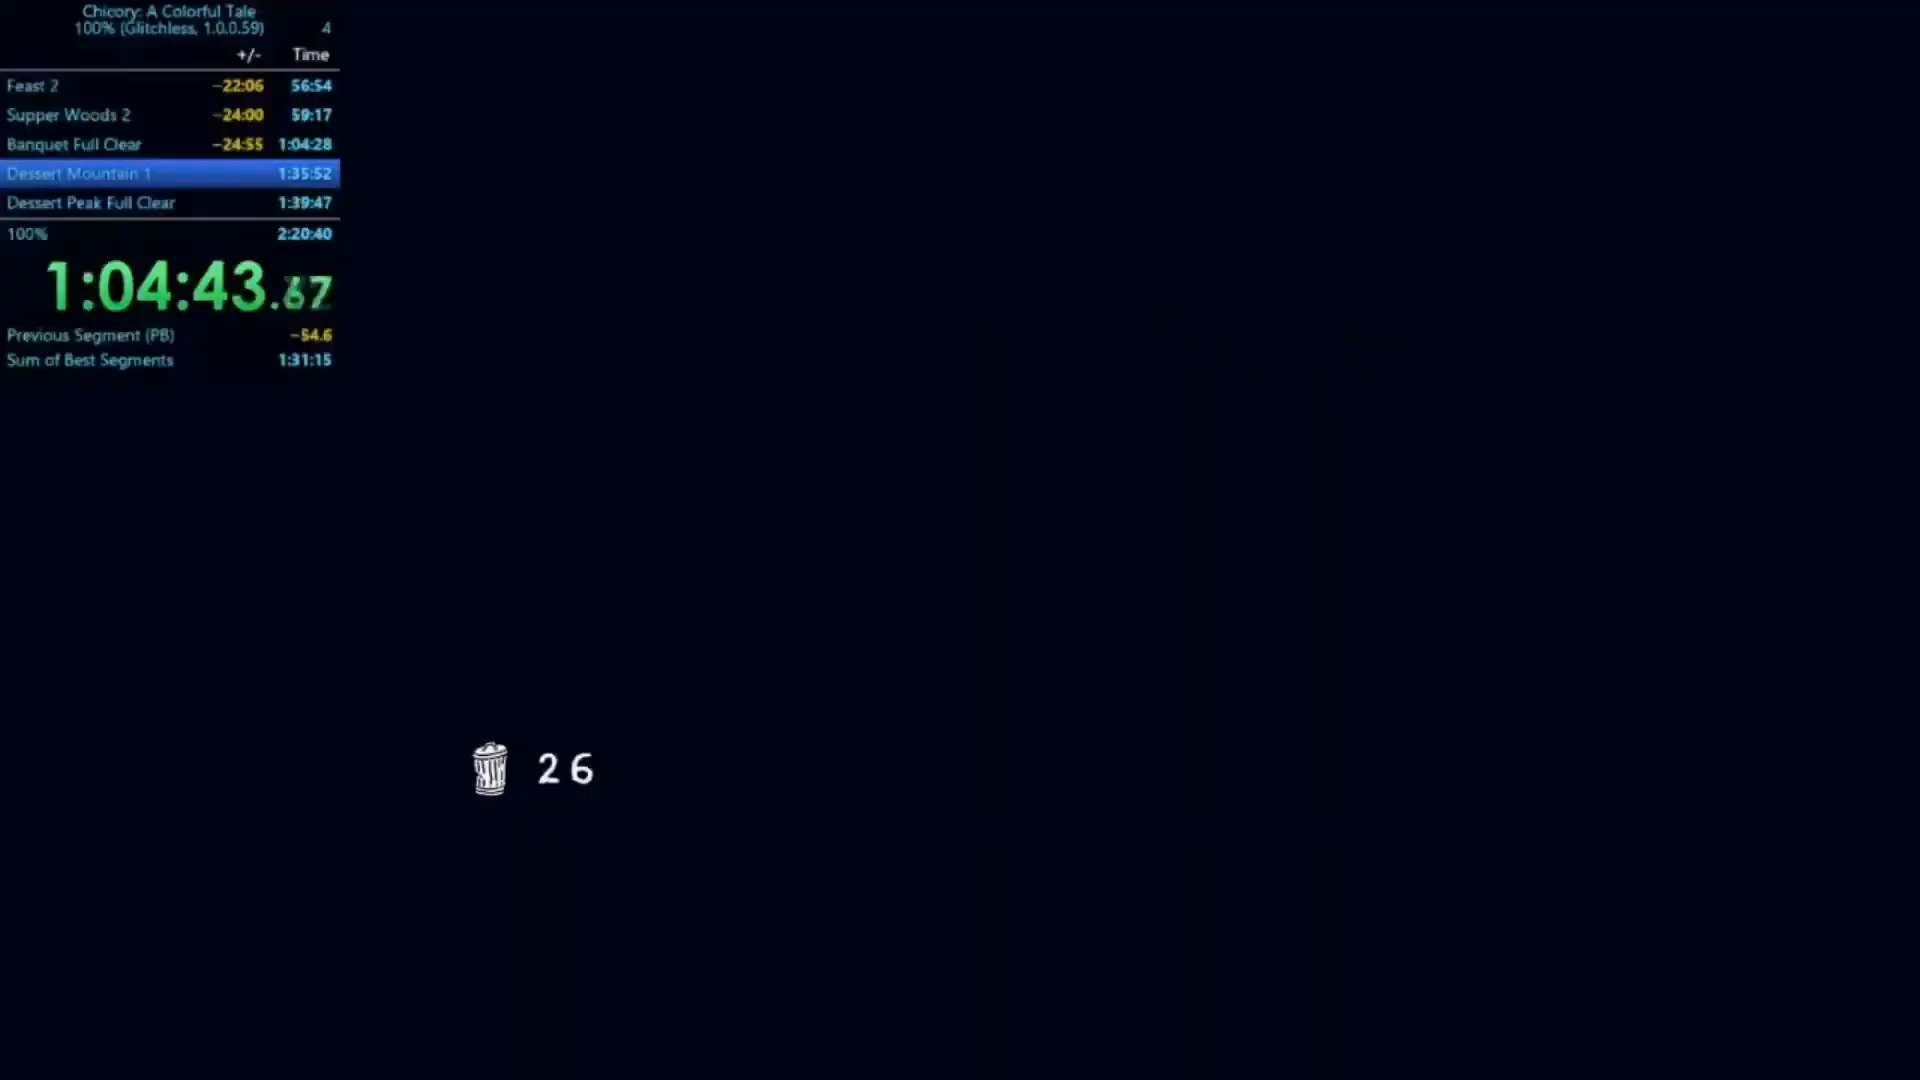 Chicory: A Colorful Tale
100% (Glitchless, 1.0.0.59) 4
+/- Time
Feast 2 −22:06 56:54
Supper Woods 2 −24:00 59:17
Banquet Full Clear −24:55 1:04:28
Dessert Mountain 1 1:35:52
Dessert Peak Full Clear 1:39:47
100% 2:20:40
1:04:43.67
Previous Segment (PB) −54.6
Sum of Best Segments 1:31:15
26